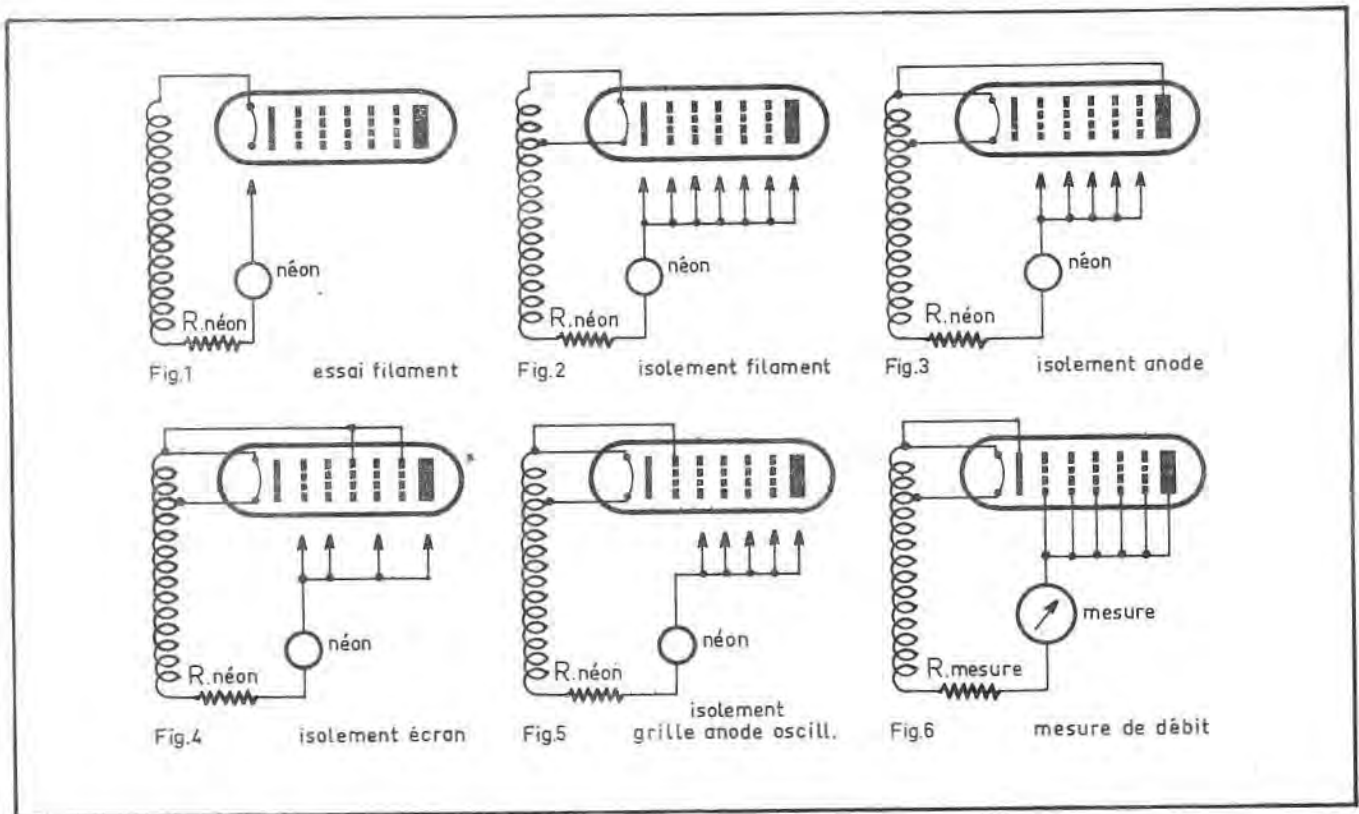 néon
R.néon
Fig.1 essai filament
néon
R.néon
Fig.2 isolement filament
néon
R.néon
Fig.3 isolement anode
néon
R.néon
Fig.4 isolement écran
néon
R.néon
isolement
Fig.5 grille anode oscill.
mesure
R.mesure
Fig.6 mesure de débit